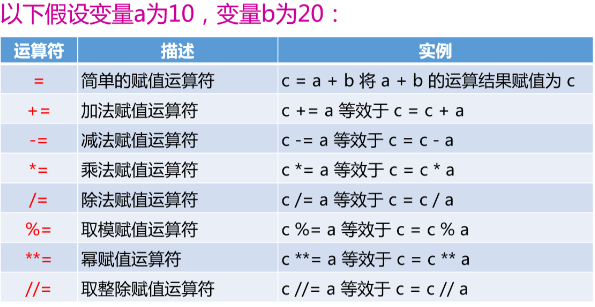 以下假设变量a为10，变量b为20：
运算符 描述 实例
= 简单的赋值运算符 c = a + b 将 a + b 的运算结果赋值为 c
+= 加法赋值运算符 c += a 等效于 c = c + a
-= 减法赋值运算符 c -= a 等效于 c = c - a
*= 乘法赋值运算符 c *= a 等效于 c = c * a
/= 除法赋值运算符 c /= a 等效于 c = c / a
%= 取模赋值运算符 c %= a 等效于 c = c % a
**= 幂赋值运算符 c **= a 等效于 c = c ** a
//= 取整除赋值运算符 c //= a 等效于 c = c // a